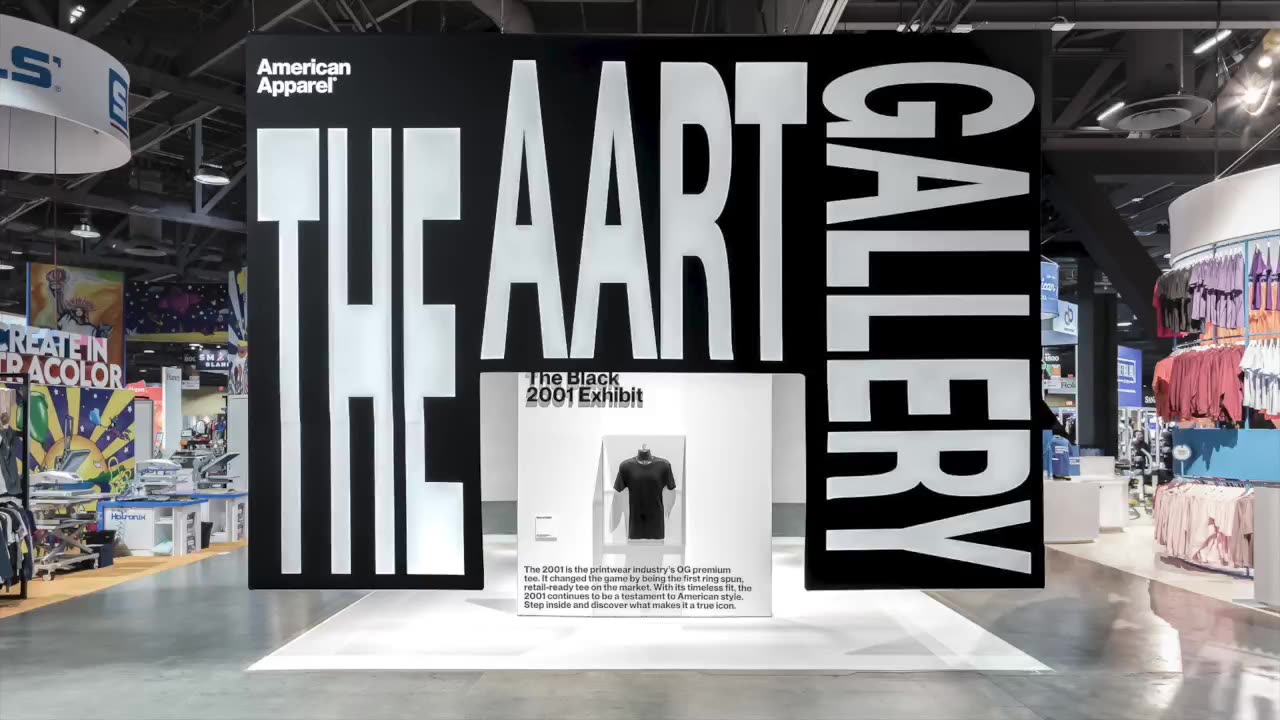 American
Apparel®
THE
AART
GALLERY
The Black
2001 Exhibit
The 2001 is the printwear industry's OG premium
tee. It changed the game by being the first ring spun,
retail-ready tee on the market. With its timeless fit, the
2001 continues to be a testament to American style.
Step inside and discover what makes it a true icon.
CREATE IN
Hotronix